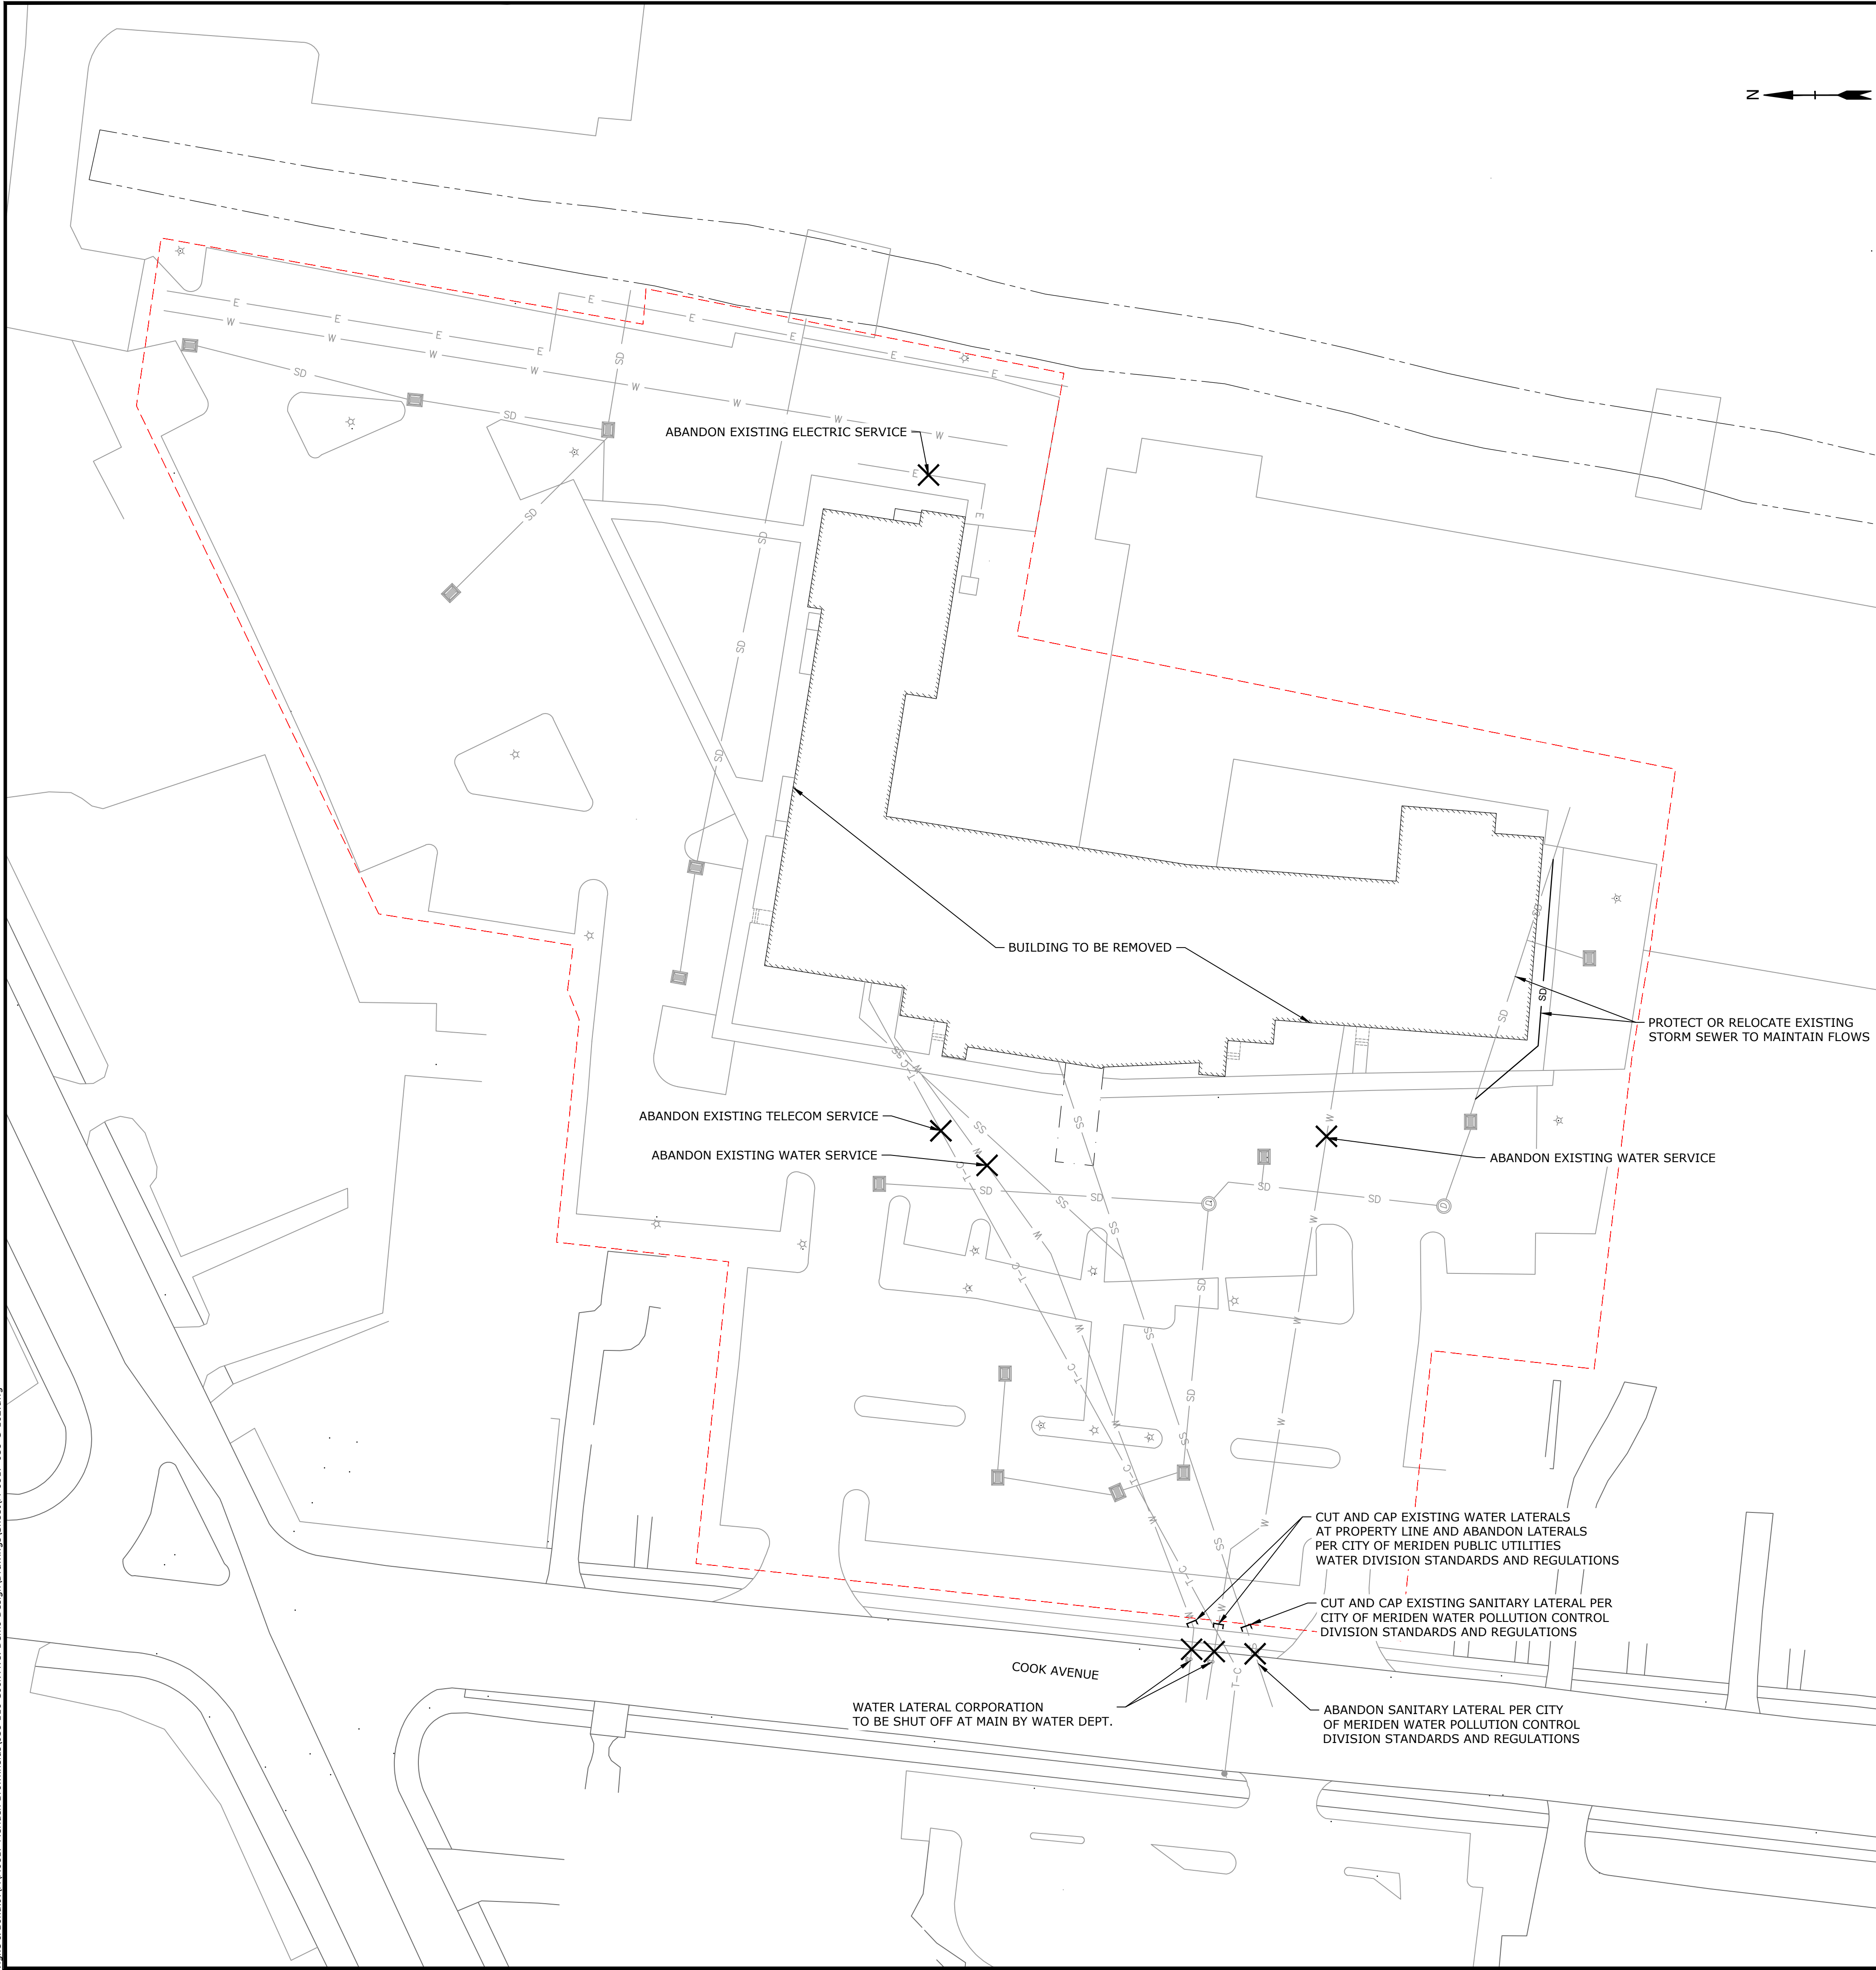 N
ABANDON EXISTING ELECTRIC SERVICE
BUILDING TO BE REMOVED
PROTECT OR RELOCATE EXISTING
STORM SEWER TO MAINTAIN FLOWS
ABANDON EXISTING TELECOM SERVICE
ABANDON EXISTING WATER SERVICE
ABANDON EXISTING WATER SERVICE
CUT AND CAP EXISTING WATER LATERALS
AT PROPERTY LINE AND ABANDON LATERALS
PER CITY OF MERIDEN PUBLIC UTILITIES
WATER DIVISION STANDARDS AND REGULATIONS
CUT AND CAP EXISTING SANITARY LATERAL PER
CITY OF MERIDEN WATER POLLUTION CONTROL
DIVISION STANDARDS AND REGULATIONS
COOK AVENUE
WATER LATERAL CORPORATION
TO BE SHUT OFF AT MAIN BY WATER DEPT.
ABANDON SANITARY LATERAL PER CITY
OF MERIDEN WATER POLLUTION CONTROL
DIVISION STANDARDS AND REGULATIONS
E
W
SD
SS
T-C
D